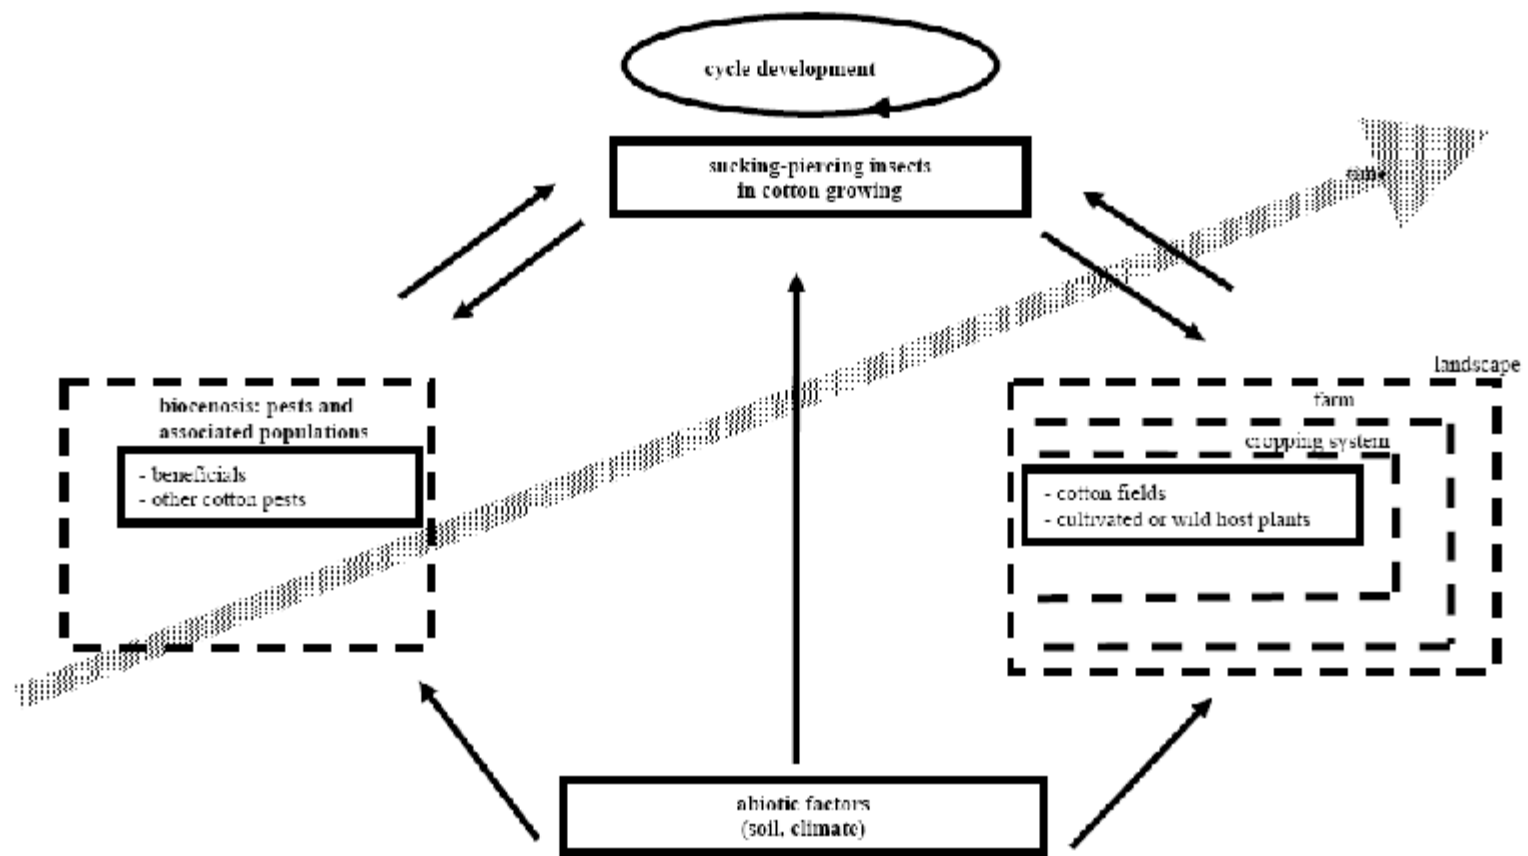 cycle development
sucking-piercing insects
in cotton growing
time
landscape
farm
cropping system
biocenosis: pests and
associated populations
- beneficials
- other cotton pests
- cotton fields
- cultivated or wild host plants
abiotic factors
(soil, climate)